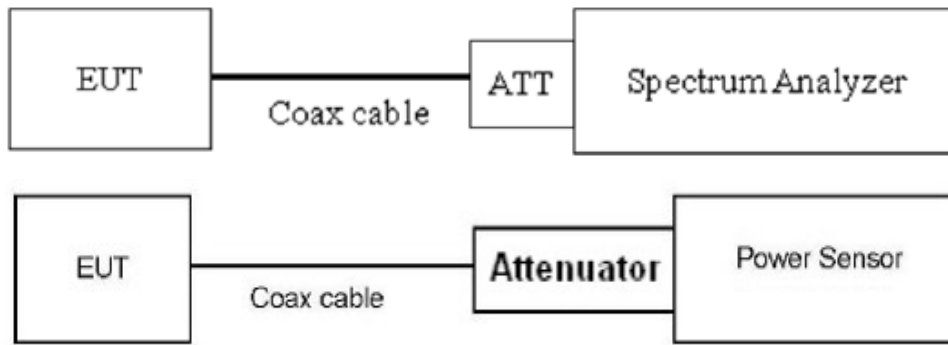 EUT
ATT
Spectrum Analyzer
Coax cable
EUT
Attenuator
Power Sensor
Coax cable